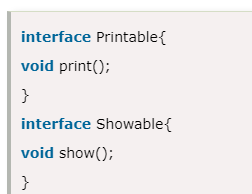 interface Printable{
void print();
}
interface Showable{
void show();
}